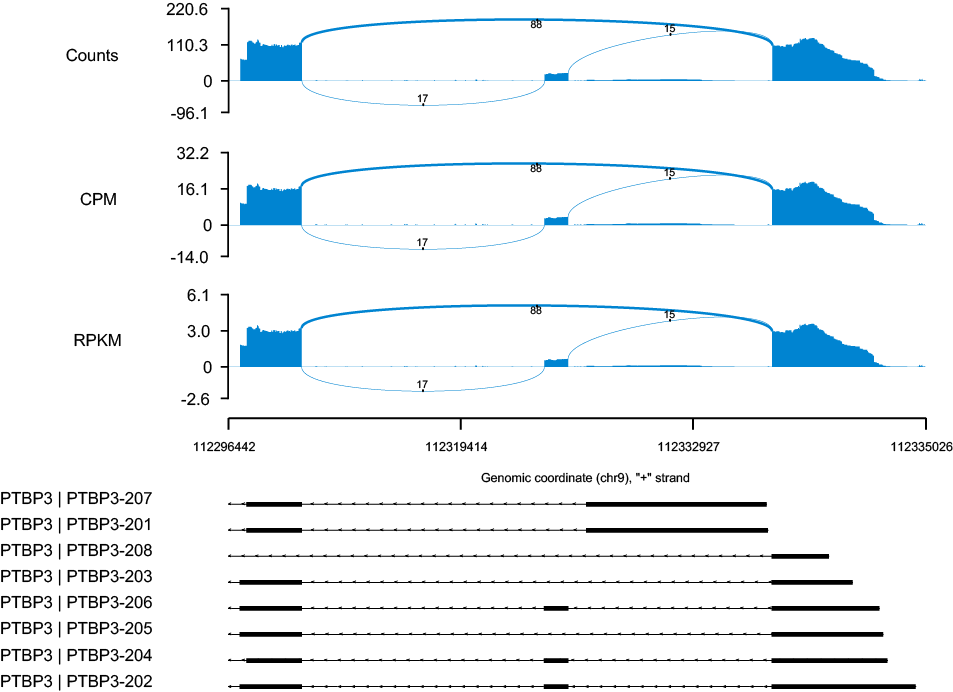 220.6
110.3
Counts
0
-96.1
88
15
17
32.2
16.1
CPM
0
-14.0
88
15
17
6.1
3.0
RPKM
0
-2.6
88
15
17
112296442 112319414 112332927 112335026
Genomic coordinate (chr9), "+" strand
PTBP3 | PTBP3-207
PTBP3 | PTBP3-201
PTBP3 | PTBP3-208
PTBP3 | PTBP3-203
PTBP3 | PTBP3-206
PTBP3 | PTBP3-205
PTBP3 | PTBP3-204
PTBP3 | PTBP3-202